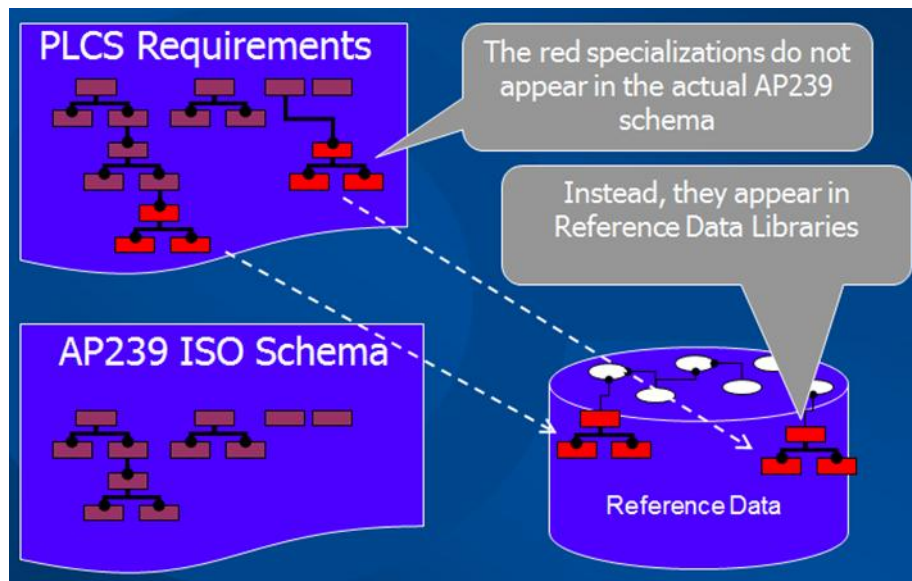 PLCS Requirements
The red specializations do not
appear in the actual AP239
schema
Instead, they appear in
Reference Data Libraries
AP239 ISO Schema
Reference Data